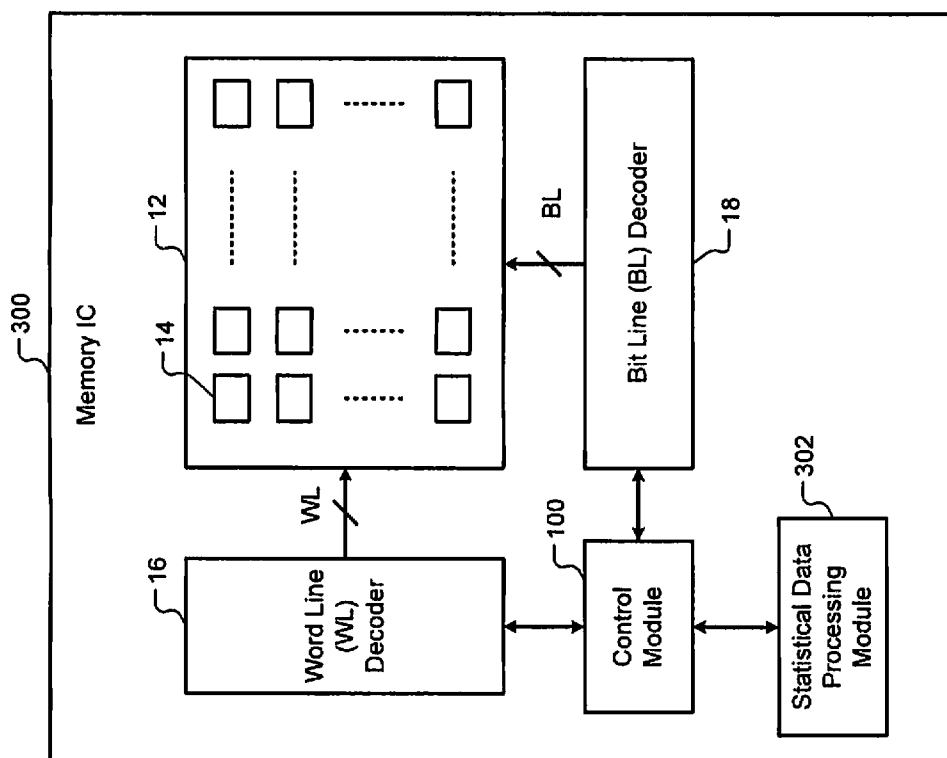 300
Memory IC
16
Word Line
(WL)
Decoder
WL
14
12
BL
100
Control
Module
Bit Line (BL) Decoder
18
302
Statistical Data
Processing
Module